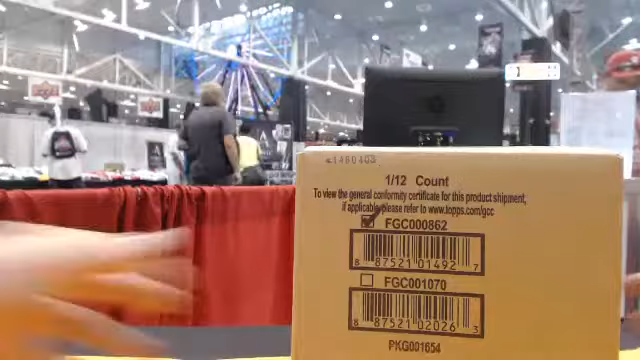 1/12 Count
To view the general conformity certificate for this product shipment,
if applicable please refer to www.topps.com/gcc
FGC000862
8 87521 01492 7
FGC001070
8 87521 02026 3
PKG001654